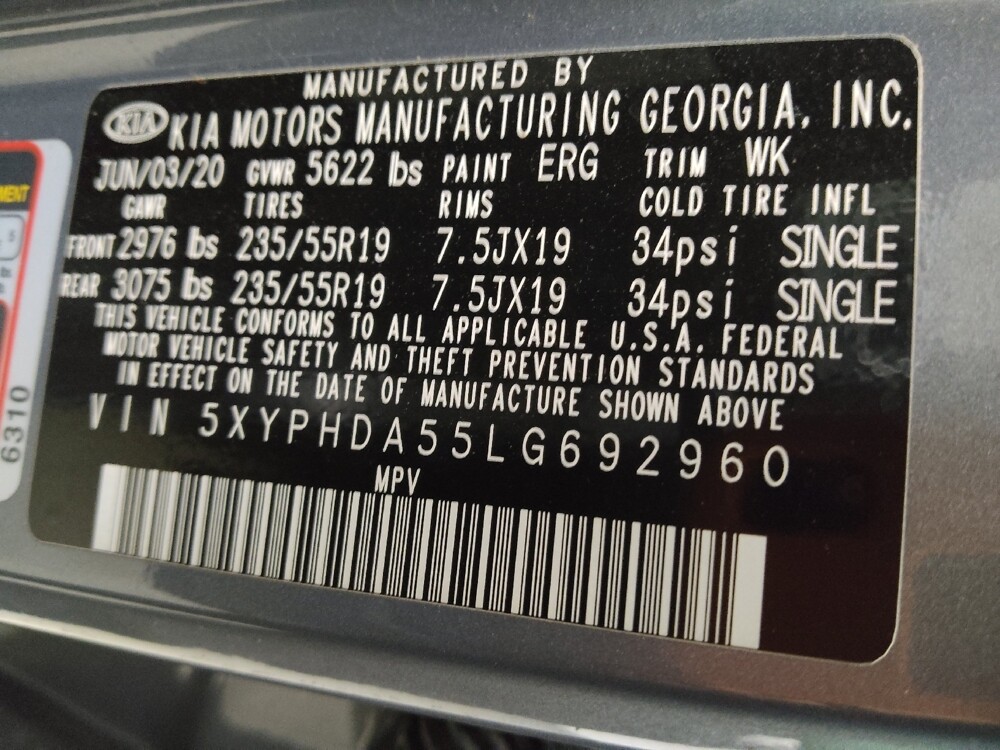 MANUFACTURED BY
KIA KIA MOTORS MANUFACTURING GEORGIA, INC.
JUN/03/20 GVWR 5622 lbs PAINT ERG TRIM WK
GAWR TIRES RIMS COLD TIRE INFL
FRONT 2976 lbs 235/55R19 7.5JX19 34psi SINGLE
REAR 3075 lbs 235/55R19 7.5JX19 34psi SINGLE
THIS VEHICLE CONFORMS TO ALL APPLICABLE U.S.A. FEDERAL
MOTOR VEHICLE SAFETY AND THEFT PREVENTION STANDARDS
IN EFFECT ON THE DATE OF MANUFACTURE SHOWN ABOVE
VIN 5XYPHDA55LG692960
MPV
6310